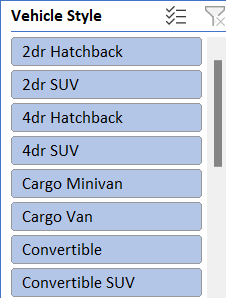 Vehicle Style
2dr Hatchback
2dr SUV
4dr Hatchback
4dr SUV
Cargo Minivan
Cargo Van
Convertible
Convertible SUV